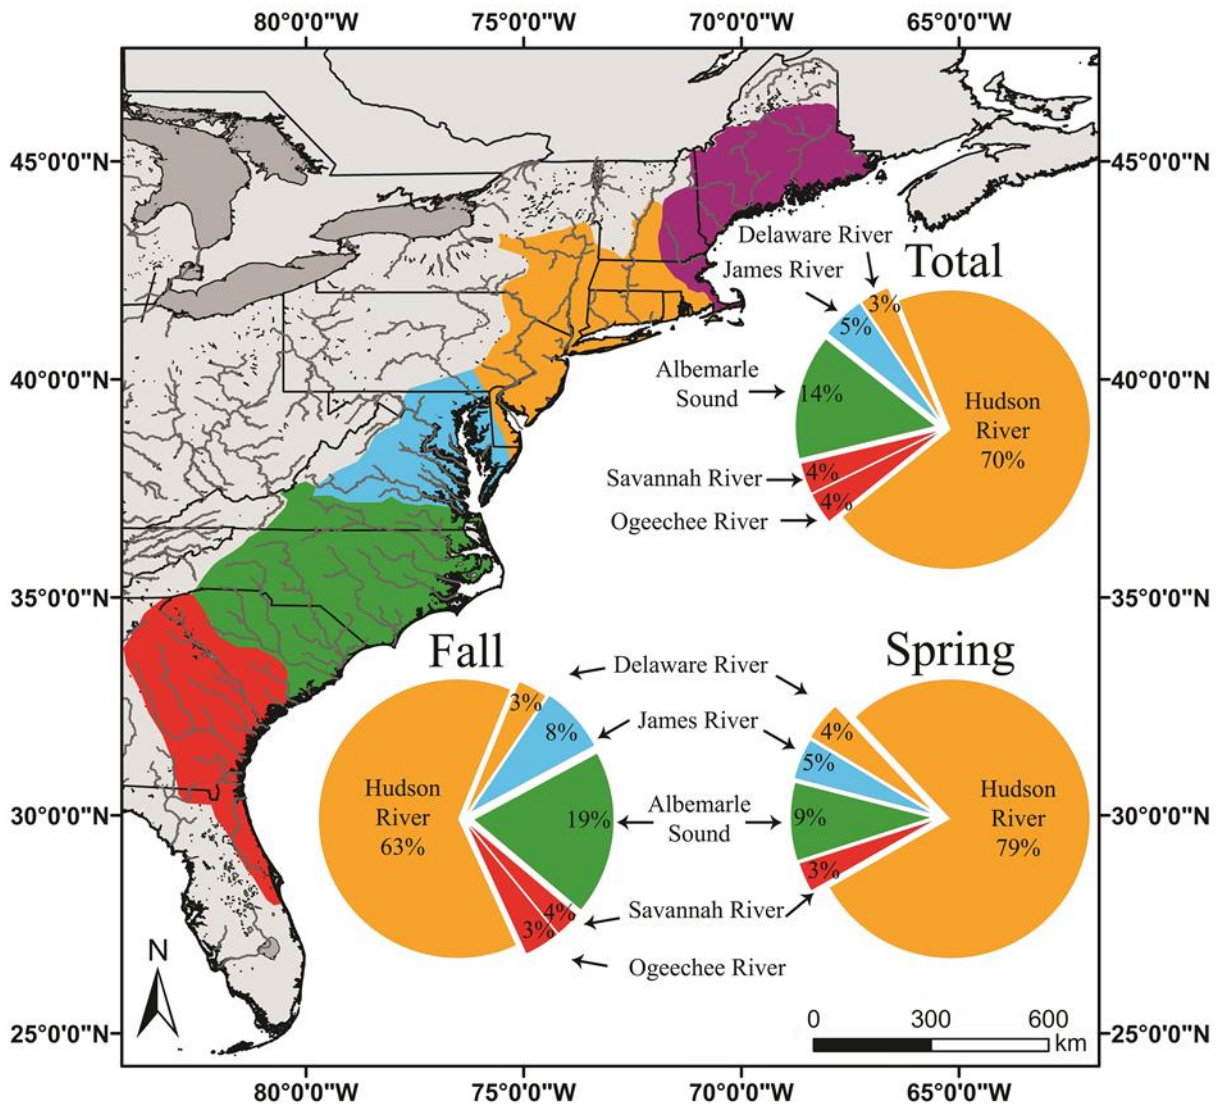 80°0'0"W 75°0'0"W 70°0'0"W 65°0'0"W
45°0'0"N 45°0'0"N
Delaware River
James River
Total
3%
5%
40°0'0"N 40°0'0"N
Albemarle
Sound
14%
Hudson
River
70%
Savannah River
4%
Ogeechee River
4%
35°0'0"N 35°0'0"N
Fall
Spring
Delaware River
3%
4%
James River
8%
5%
Hudson
River
63%
Albemarle
Sound
19%
9%
Hudson
River
79%
30°0'0"N 30°0'0"N
Savannah River
4%
3%
3%
Ogeechee River
N
0 300 600
km
25°0'0"N 25°0'0"N
80°0'0"W 75°0'0"W 70°0'0"W 65°0'0"W